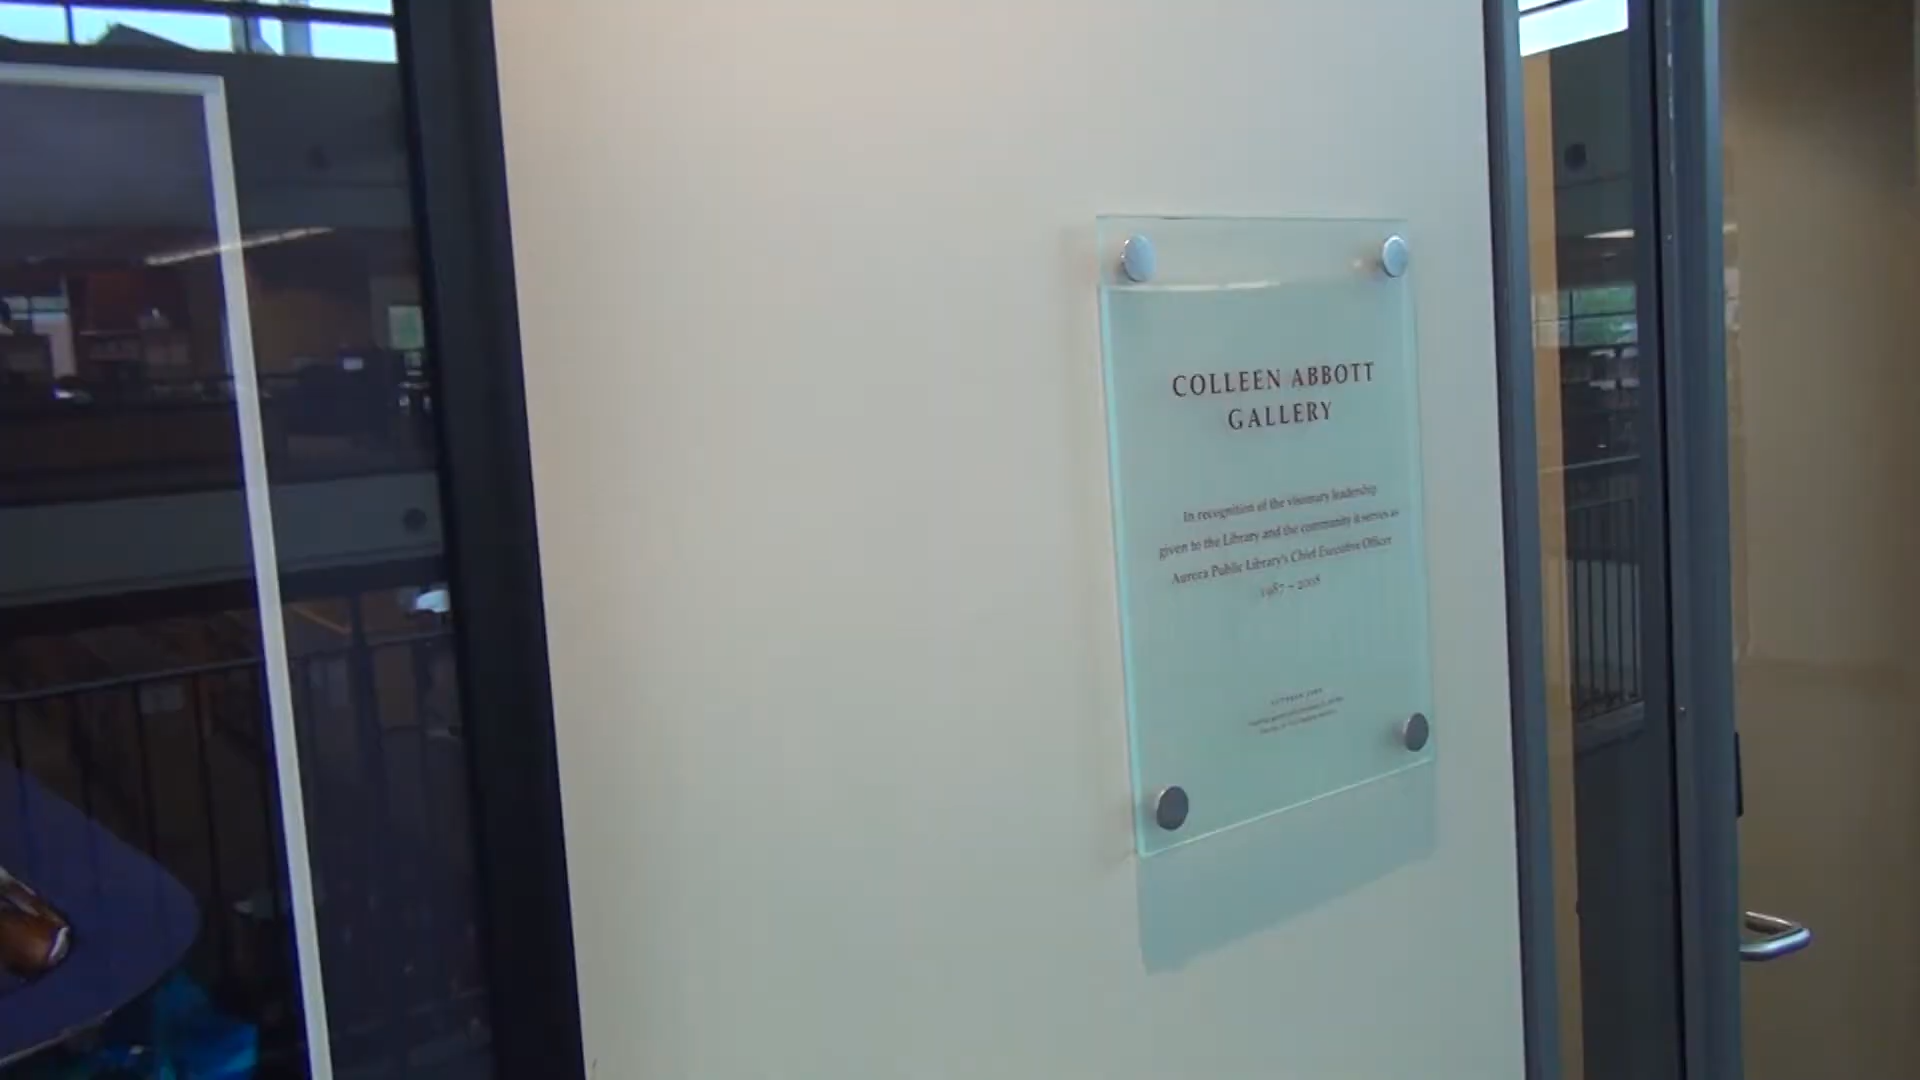 COLLEEN ABBOTT
GALLERY
In recognition of the visionary leadership
given to the Library and the community it serves as
Aurora Public Library's Chief Executive Officer
1987 – 2008